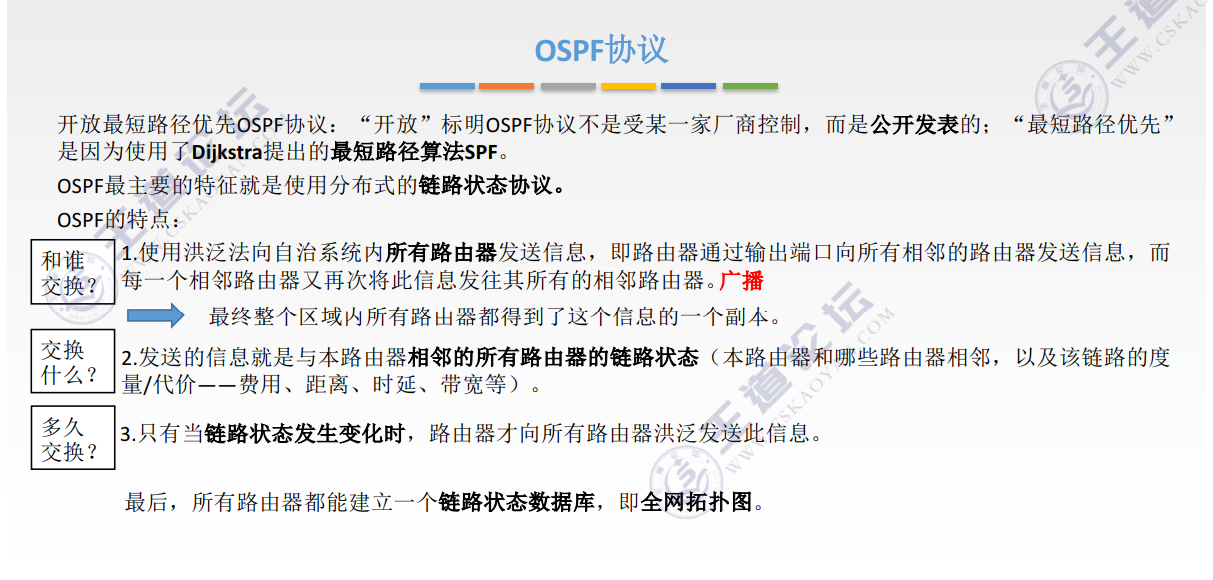 OSPF协议
开放最短路径优先OSPF协议：“开放”标明OSPF协议不是受某一家厂商控制，而是公开发表的；“最短路径优先”
是因为使用了Dijkstra提出的最短路径算法SPF。
OSPF最主要的特征就是使用分布式的链路状态协议。
OSPF的特点：
和谁
交换？
1.使用洪泛法向自治系统内所有路由器发送信息，即路由器通过输出端口向所有相邻的路由器发送信息，而
每一个相邻路由器又再次将此信息发往其所有的相邻路由器。广播
最终整个区域内所有路由器都得到了这个信息的一个副本。
交换
什么？
2.发送的信息就是与本路由器相邻的所有路由器的链路状态（本路由器和哪些路由器相邻，以及该链路的度
量/代价——费用、距离、时延、带宽等）。
多久
交换？
3.只有当链路状态发生变化时，路由器才向所有路由器洪泛发送此信息。
最后，所有路由器都能建立一个链路状态数据库，即全网拓扑图。
王道论坛
WWW.CSKAOYAN.COM